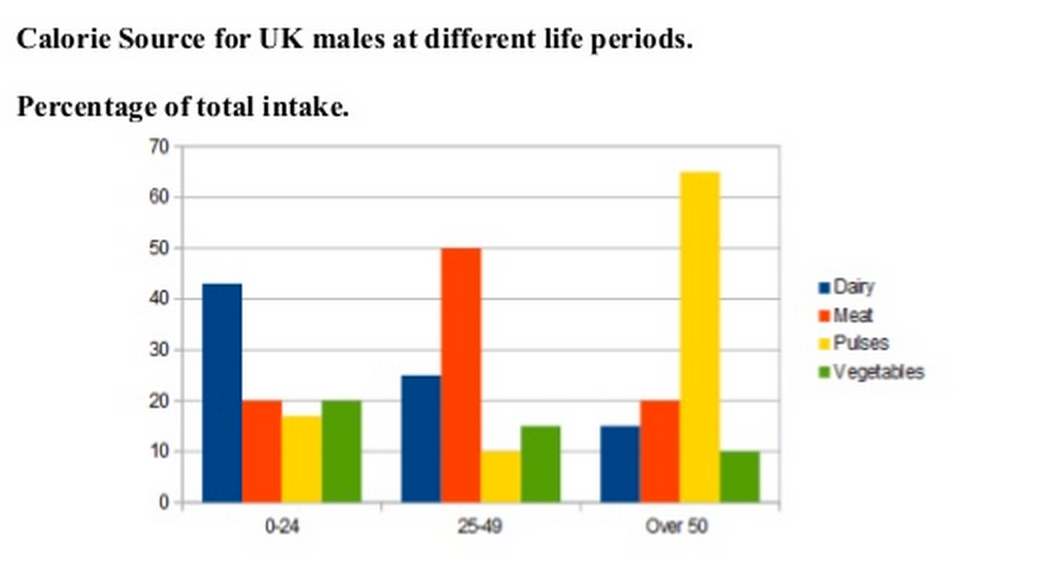 Calorie Source for UK males at different life periods.
Percentage of total intake.
70
60
50
40
30
20
10
0
0-24
25-49
Over 50
Dairy
Meat
Pulses
Vegetables